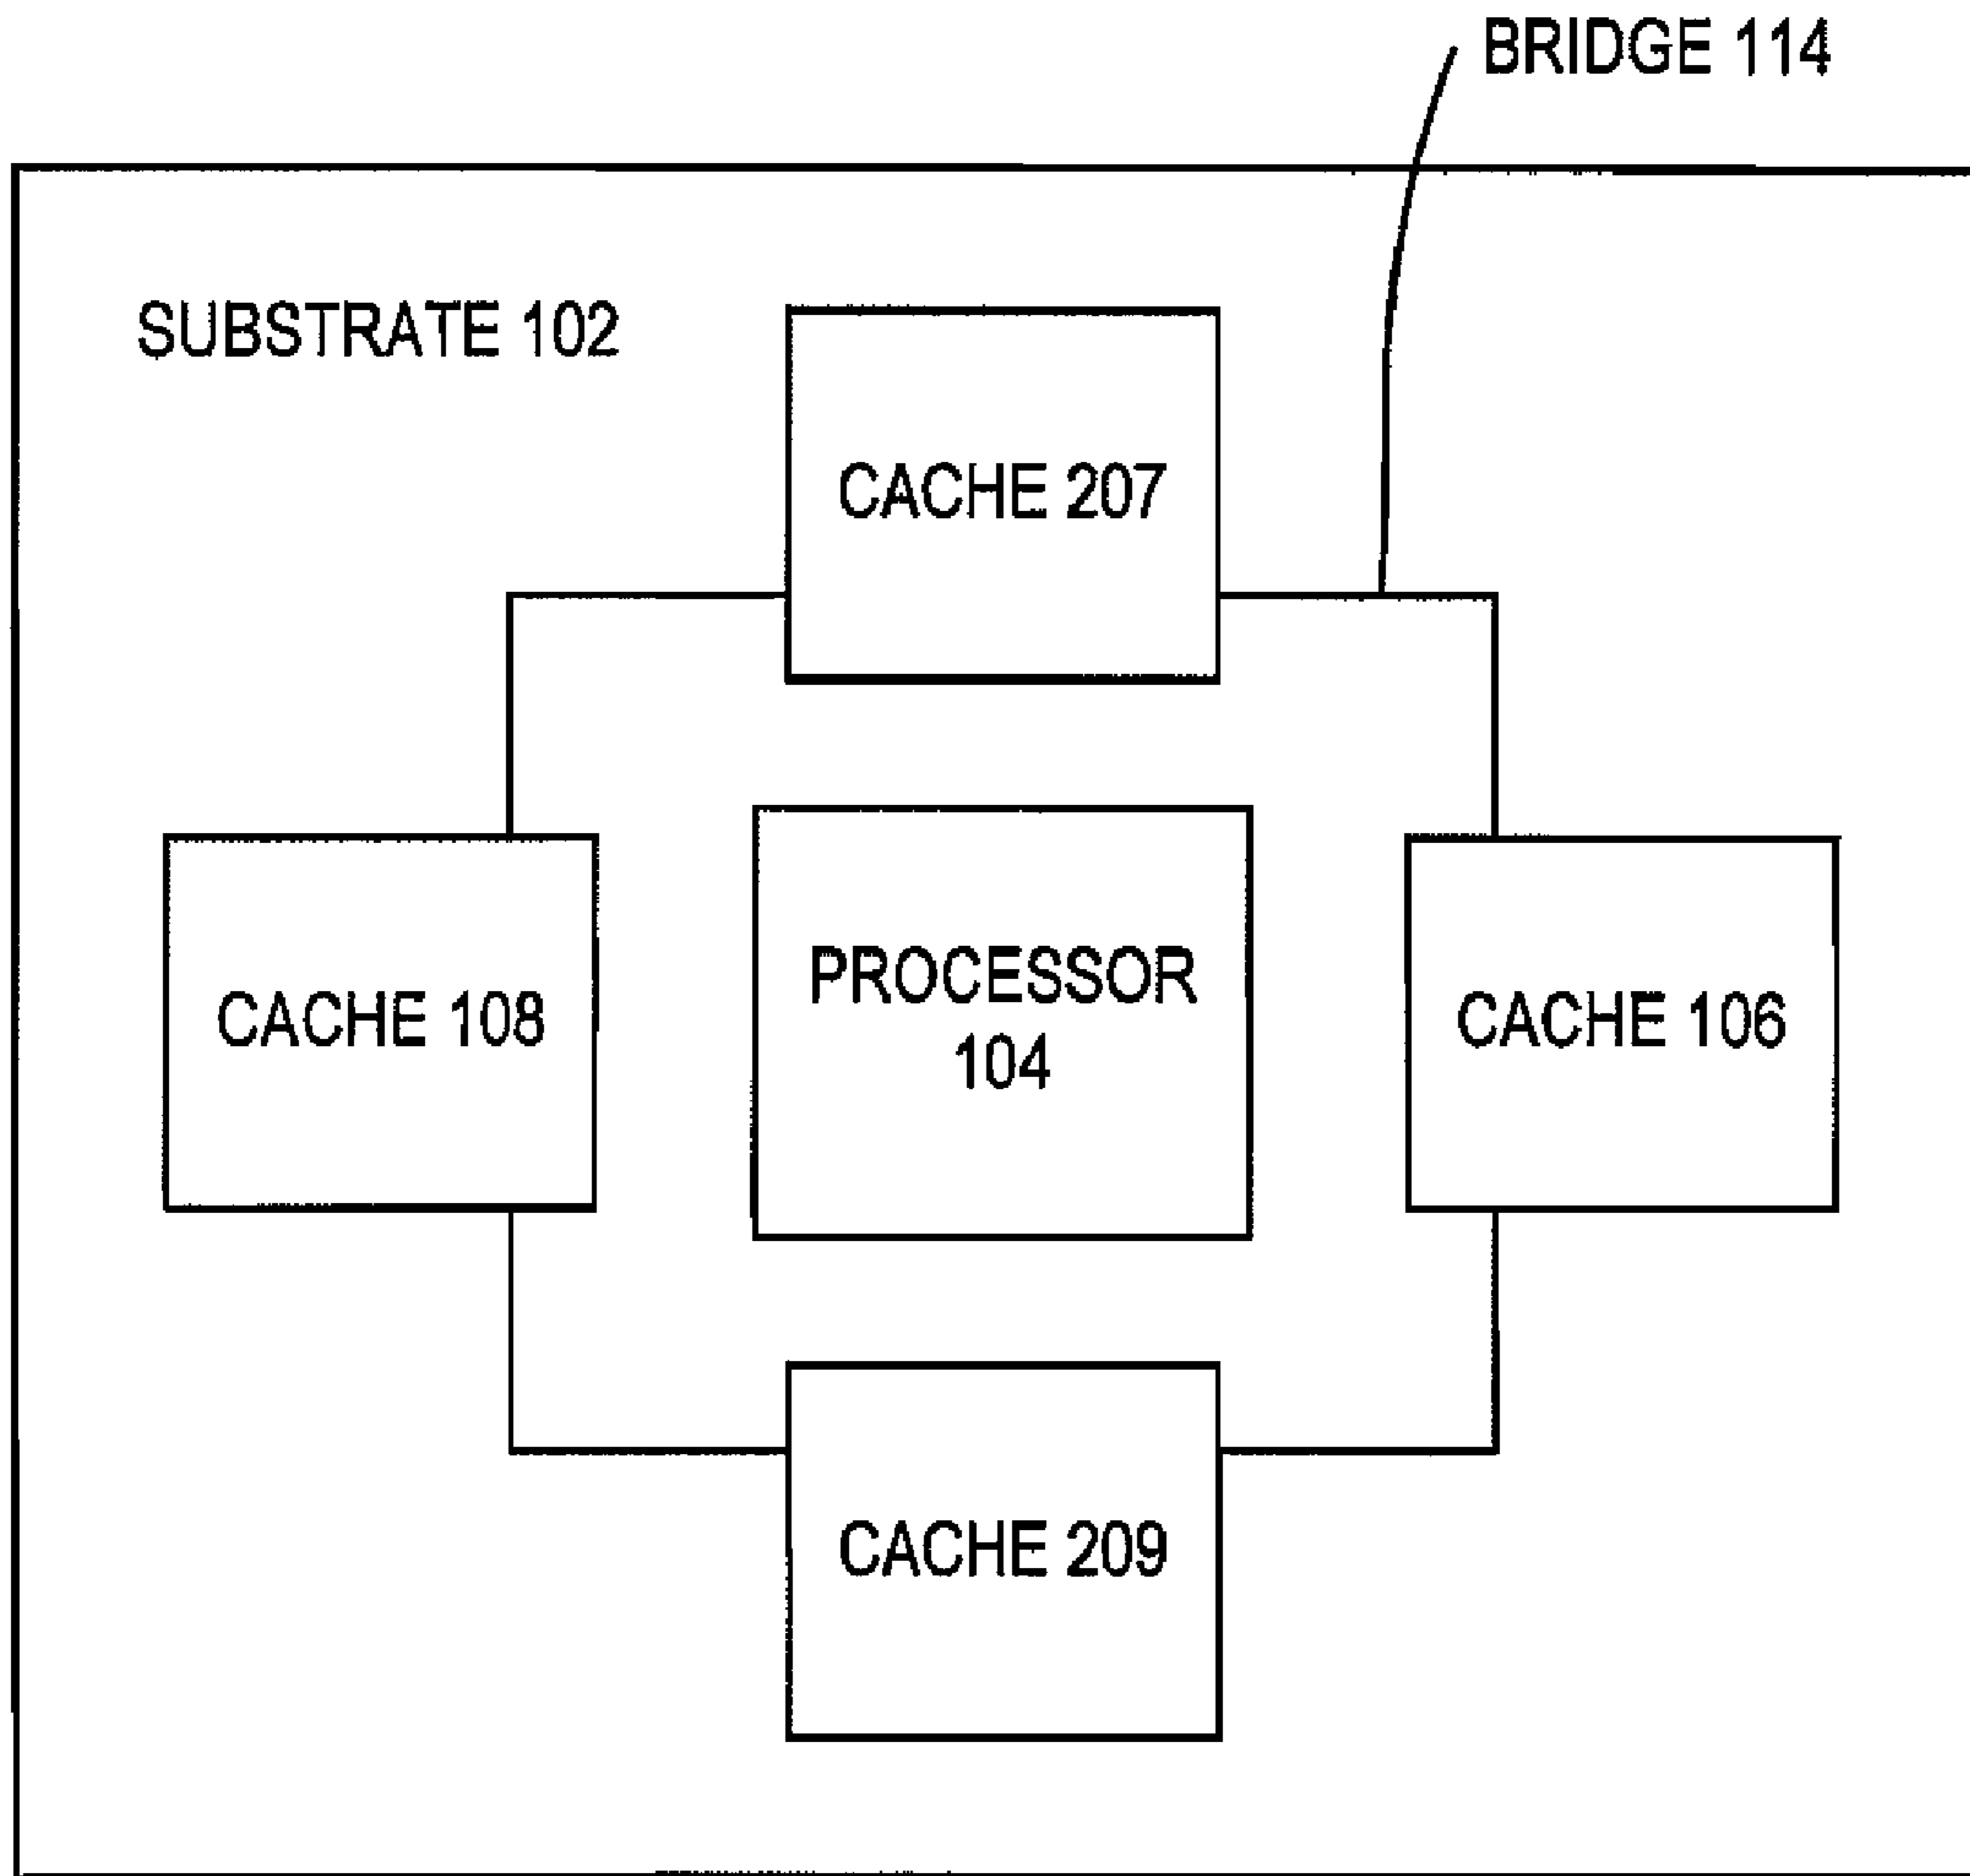 BRIDGE 114
SUBSTRATE 102
CACHE 207
CACHE 108
PROCESSOR
104
CACHE 106
CACHE 209